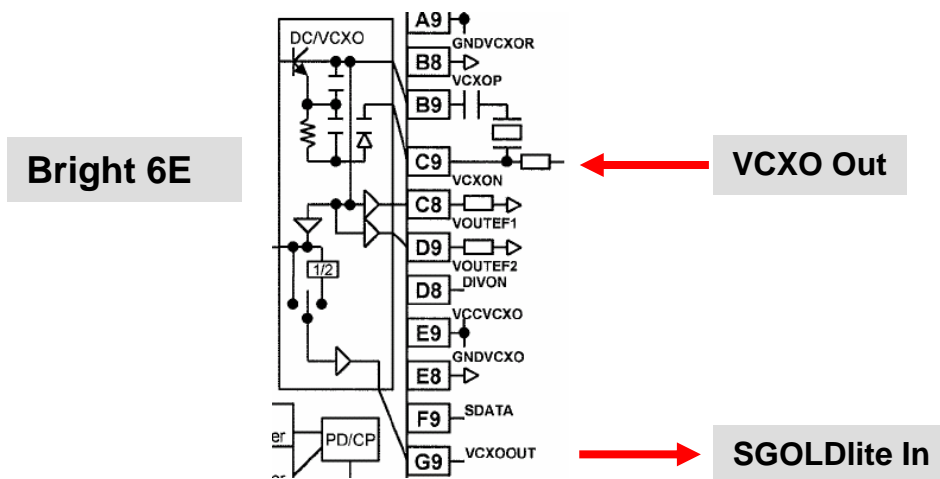 A9
DC/VCXO
GNDVCXOR
B8
VCXOP
B9
Bright 6E
C9
VCXO Out
VCXON
C8
VOUTEF1
D9
VOUTEF2
1/2
D8
DIVON
VCCVCXO
E9
GNDVCXO
E8
F9
SDATA
er
PD/CP
G9
VCXOOUT
SGOLDlite In